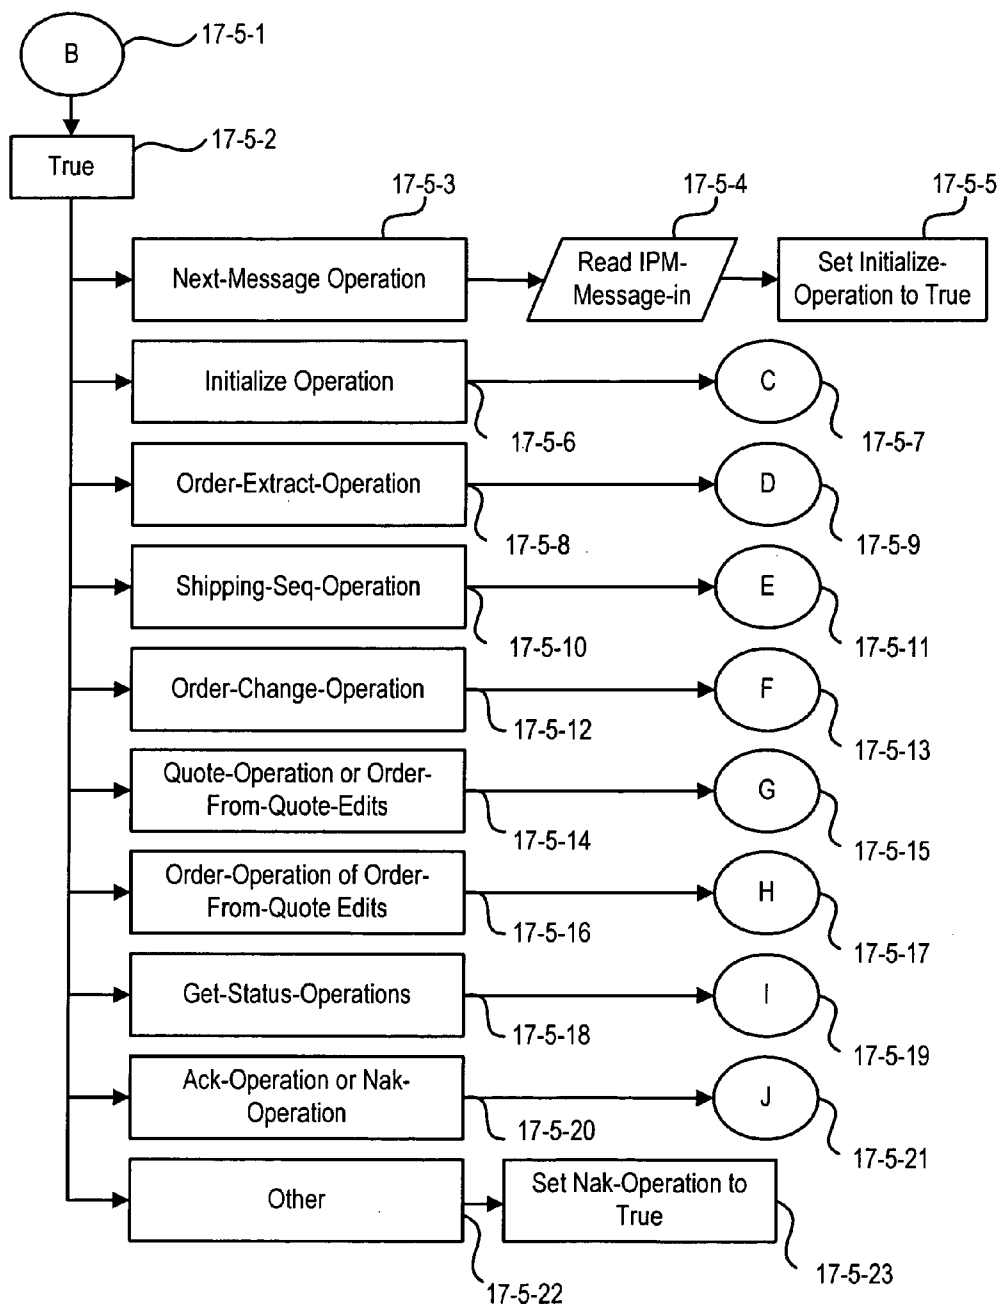 B
17-5-1
17-5-2
True
17-5-3
17-5-4
17-5-5
Next-Message Operation
Read IPM-
Message-in
Set Initialize-
Operation to True
Initialize Operation
C
17-5-6
17-5-7
Order-Extract-Operation
D
17-5-8
17-5-9
Shipping-Seq-Operation
E
17-5-10
17-5-11
Order-Change-Operation
F
17-5-12
17-5-13
Quote-Operation or Order-
From-Quote-Edits
G
17-5-14
17-5-15
Order-Operation of Order-
From-Quote Edits
H
17-5-16
17-5-17
Get-Status-Operations
I
17-5-18
17-5-19
Ack-Operation or Nak-
Operation
J
17-5-20
17-5-21
Other
Set Nak-Operation to
True
17-5-22
17-5-23